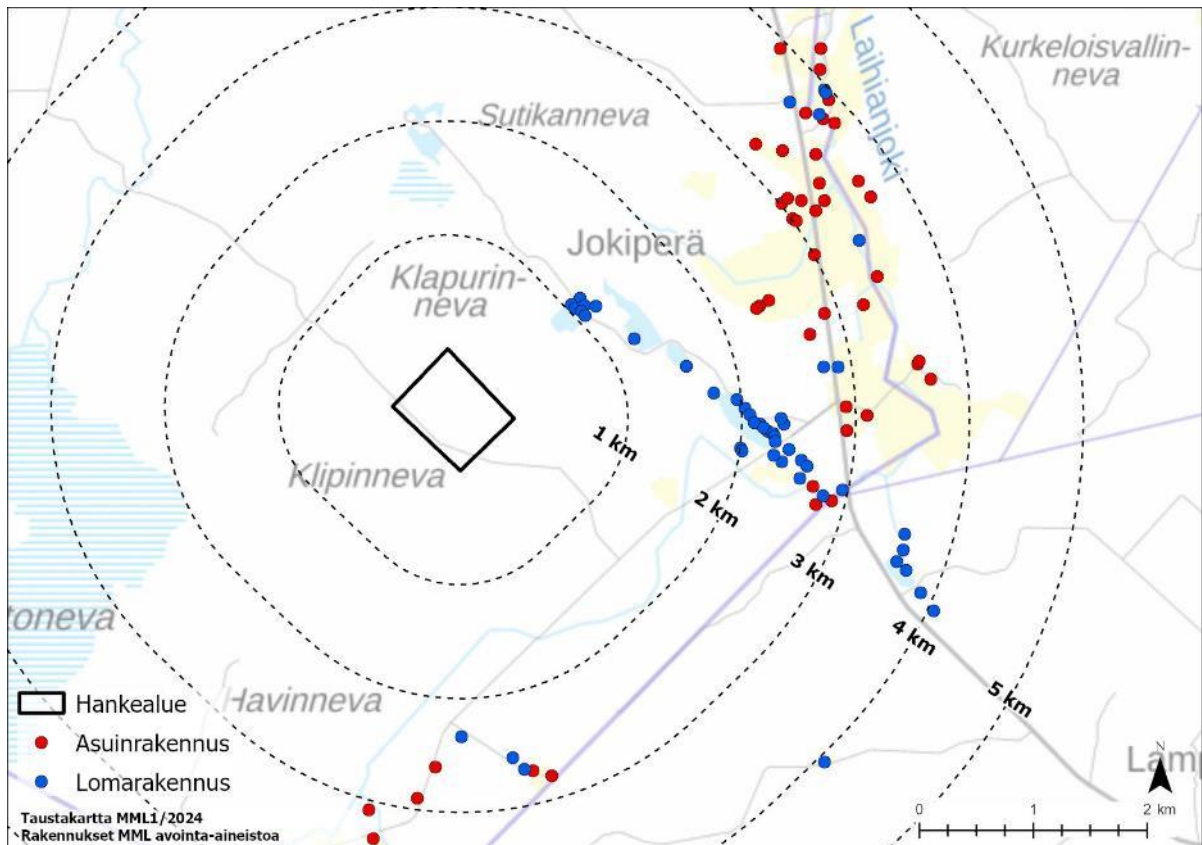 Laihianjoki
Kurkeloisvallin-
neva
Sutikanneva
Jokiperä
Klapurin-
neva
1 km
Klipinneva
2 km
3 km
toneva
4 km
Havinneva
5 km
Hankealue
Asuinrakennus
Lomarakennus
Lamp
N
0 1 2 km
Taustakartta MML1/2024
Rakennukset MML avointa-aineistoa